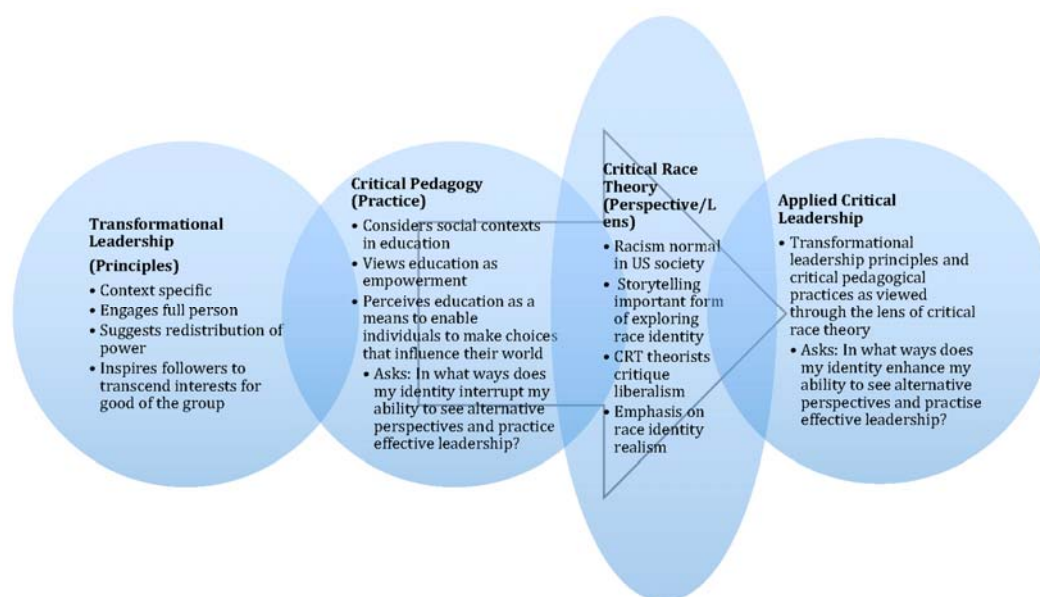 Transformational
Leadership
(Principles)
• Context specific
• Engages full person
• Suggests redistribution of
power
• Inspires followers to
transcend interests for
good of the group
Critical Pedagogy
(Practice)
• Considers social contexts
in education
• Views education as
empowerment
• Perceives education as a
means to enable
individuals to make choices
that influence their world
• Asks: In what ways does
my identity interrupt my
ability to see alternative
perspectives and practice
effective leadership?
Critical Race
Theory
(Perspective/L
ens)
• Racism normal
in US society
• Storytelling
important form
of exploring
race identity
• CRT theorists
critique
liberalism
• Emphasis on
race identity
realism
Applied Critical
Leadership
• Transformational
leadership principles and
critical pedagogical
practices as viewed
through the lens of critical
race theory
• Asks: In what ways does
my identity enhance my
ability to see alternative
perspectives and practise
effective leadership?